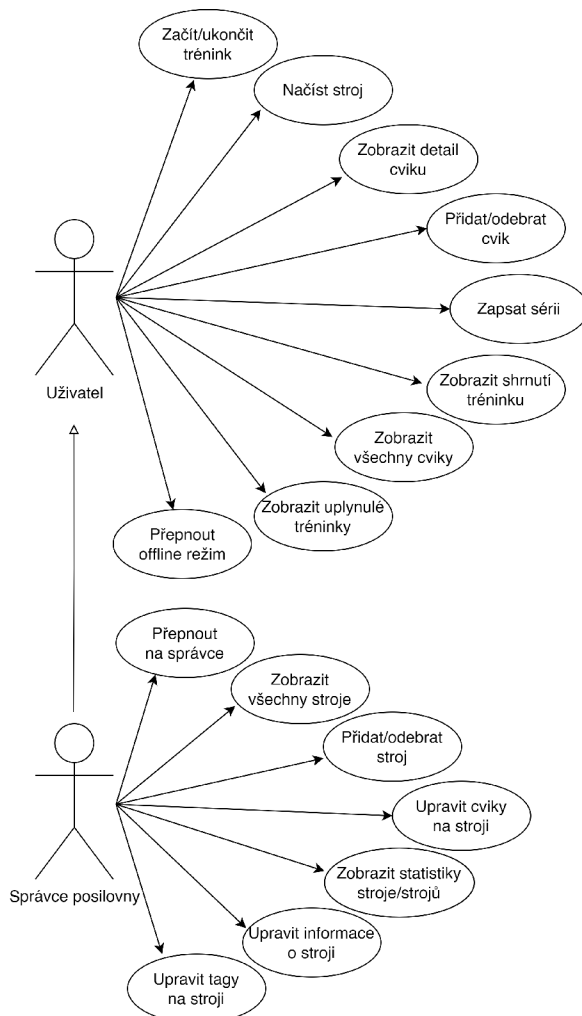 Začít/ukončit
trénink
Načíst stroj
Zobrazit detail
cviku
Přidat/odebrat
cvik
Zapsat sérii
Zobrazit shrnutí
tréninku
Zobrazit
všechny cviky
Zobrazit uplynulé
tréninky
Přepnout
offline režim
Uživatel
Přepnout
na správce
Zobrazit
všechny stroje
Přidat/odebrat
stroj
Upravit cviky
na stroji
Zobrazit statistiky
stroje/strojů
Upravit informace
o stroji
Upravit tagy
na stroji
Správce posilovny